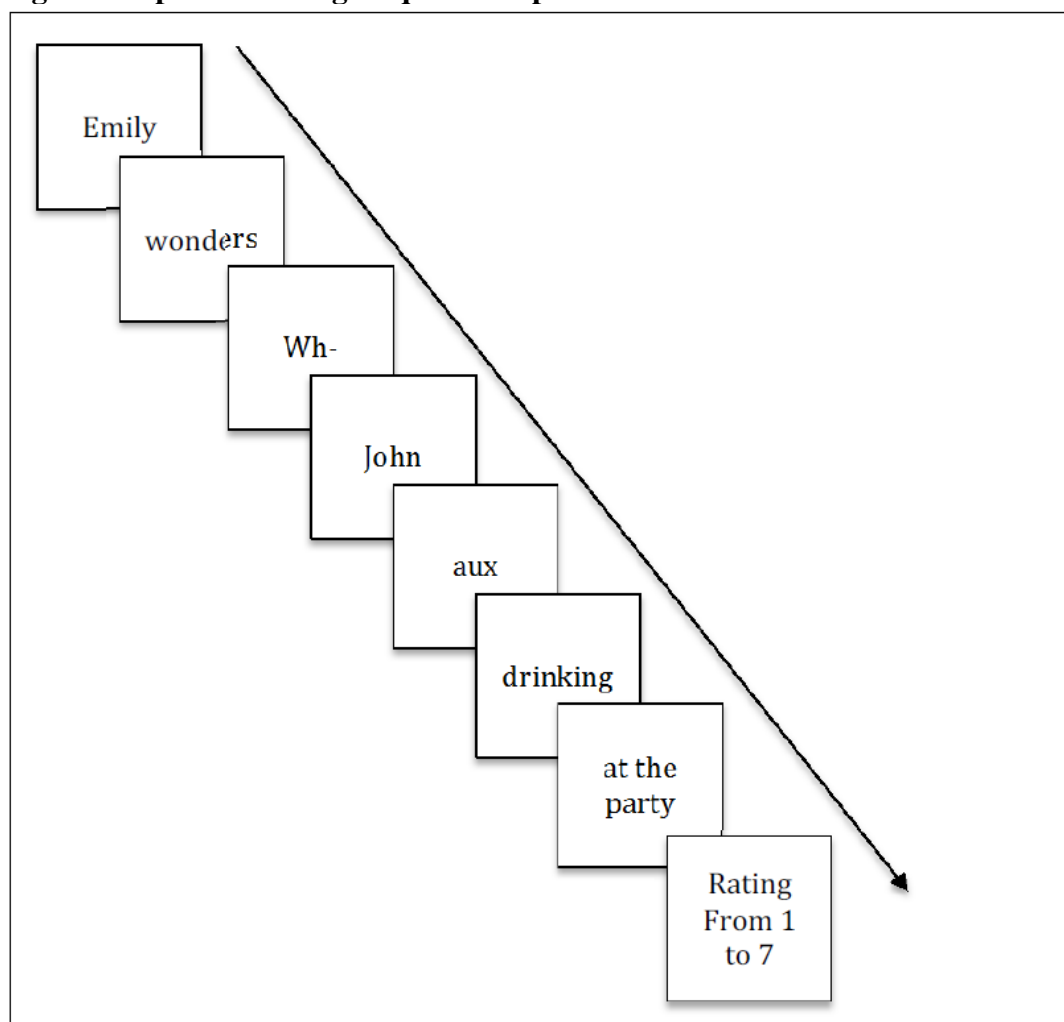 Emily
wonders
Wh-
John
aux
drinking
at the
party
Rating
From 1
to 7